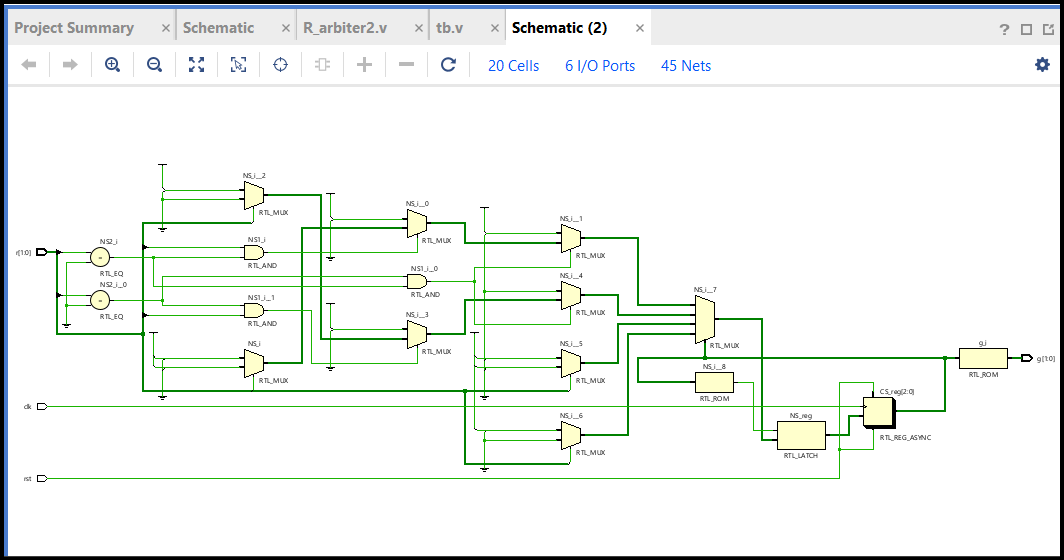 Project Summary × Schematic × R_arbiter2.v × tb.v × Schematic (2) ×
20 Cells 6 I/O Ports 45 Nets
NS_i__2
RTL_MUX
NS_i__0
RTL_MUX
NS_i__1
RTL_MUX
r[1:0]
NS2_i
RTL_EQ
NS1_i
RTL_AND
NS2_i__0
RTL_EQ
NS1_i__0
RTL_AND
NS_i__4
RTL_MUX
NS1_i__1
RTL_AND
NS_i__3
RTL_MUX
NS_i__7
RTL_MUX
NS_i
RTL_MUX
NS_i__5
RTL_MUX
NS_i__8
RTL_ROM
g_i
RTL_ROM
g[1:0]
clk
CS_reg[2:0]
RTL_REG_ASYNC
NS_i__6
RTL_MUX
NS_reg
RTL_LATCH
rst